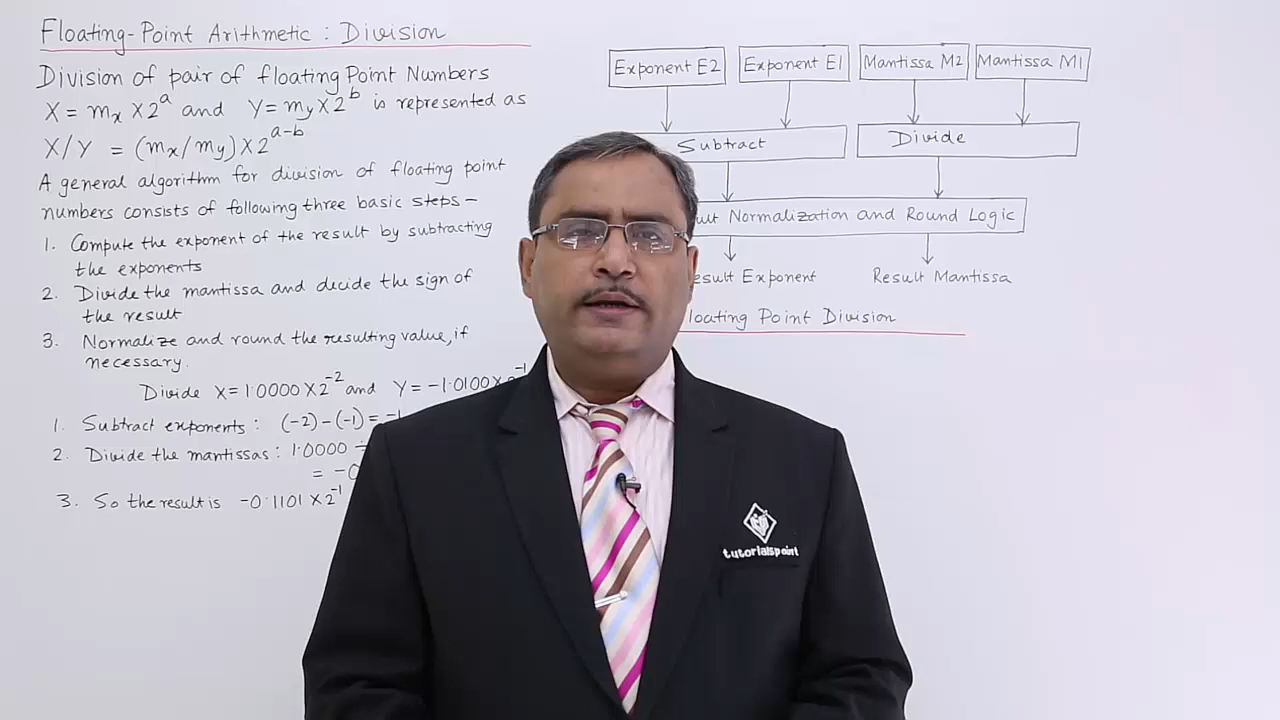 Floating-Point Arithmetic : Division
Division of pair of floating Point Numbers
X = mx X 2^a and Y = my X 2^b is represented as
X/Y = (mx/my) X 2^a-b
A general algorithm for division of floating point
numbers consists of following three basic steps –
1. Compute the exponent of the result by subtracting
the exponents
2. Divide the mantissa and decide the sign of
the result
3. Normalize and round the resulting value, if
necessary.
Divide X = 1.0000 X 2^-2 and Y = -1.0100 X 2^-1
1. Subtract exponents : (-2) - (-1) = -1
2. Divide the mantissas : 1.0000 ÷
= -0
3. So the result is -0.1101 X 2^-1
Exponent E2
Exponent E1
Mantissa M2
Mantissa M1
Subtract
Divide
Normalization and Round Logic
Exponent
Result Mantissa
Point Division
tutorialspoint